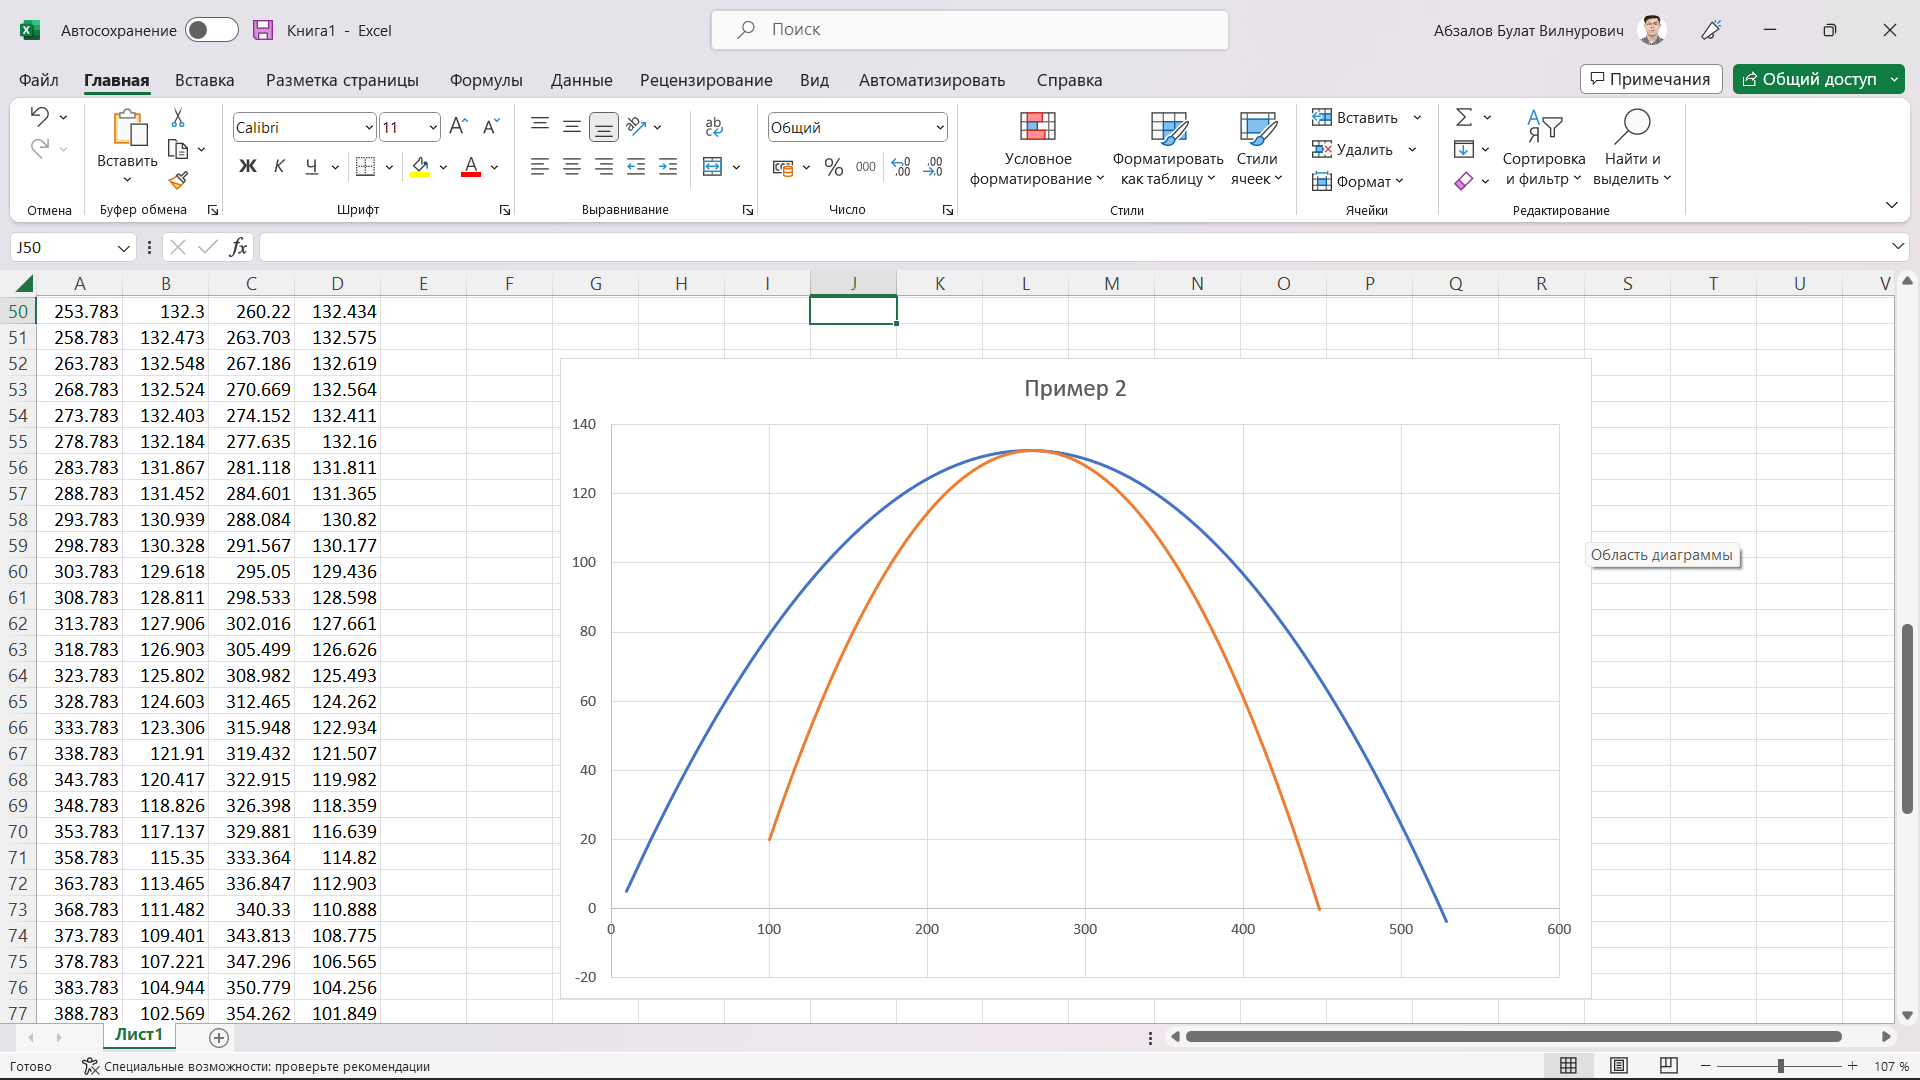 Автосохранение Книга1 - Excel Поиск Абзалов Булат Вилнурович
Файл Главная Вставка Разметка страницы Формулы Данные Рецензирование Вид Автоматизировать Справка Примечания Общий доступ
Вставить
Calibri 11
Ж К Ч
Общий
% 000
Условное форматирование
Форматировать как таблицу
Стили ячеек
Вставить
Удалить
Формат
Сортировка и фильтр
Найти и выделить
Отмена Буфер обмена Шрифт Выравнивание Число Стили Ячейки Редактирование
J50 fx
A B C D E F G H I J K L M N O P Q R S T U V
50 253.783 132.3 260.22 132.434
51 258.783 132.473 263.703 132.575
52 263.783 132.548 267.186 132.619
53 268.783 132.524 270.669 132.564
54 273.783 132.403 274.152 132.411
55 278.783 132.184 277.635 132.16
56 283.783 131.867 281.118 131.811
57 288.783 131.452 284.601 131.365
58 293.783 130.939 288.084 130.82
59 298.783 130.328 291.567 130.177
60 303.783 129.618 295.05 129.436
61 308.783 128.811 298.533 128.598
62 313.783 127.906 302.016 127.661
63 318.783 126.903 305.499 126.626
64 323.783 125.802 308.982 125.493
65 328.783 124.603 312.465 124.262
66 333.783 123.306 315.948 122.934
67 338.783 121.91 319.432 121.507
68 343.783 120.417 322.915 119.982
69 348.783 118.826 326.398 118.359
70 353.783 117.137 329.881 116.639
71 358.783 115.35 333.364 114.82
72 363.783 113.465 336.847 112.903
73 368.783 111.482 340.33 110.888
74 373.783 109.401 343.813 108.775
75 378.783 107.221 347.296 106.565
76 383.783 104.944 350.779 104.256
77 388.783 102.569 354.262 101.849
Пример 2
140
120
100
80
60
40
20
0
-20
0 100 200 300 400 500 600
Область диаграммы
Лист1
Готово Специальные возможности: проверьте рекомендации 107 %